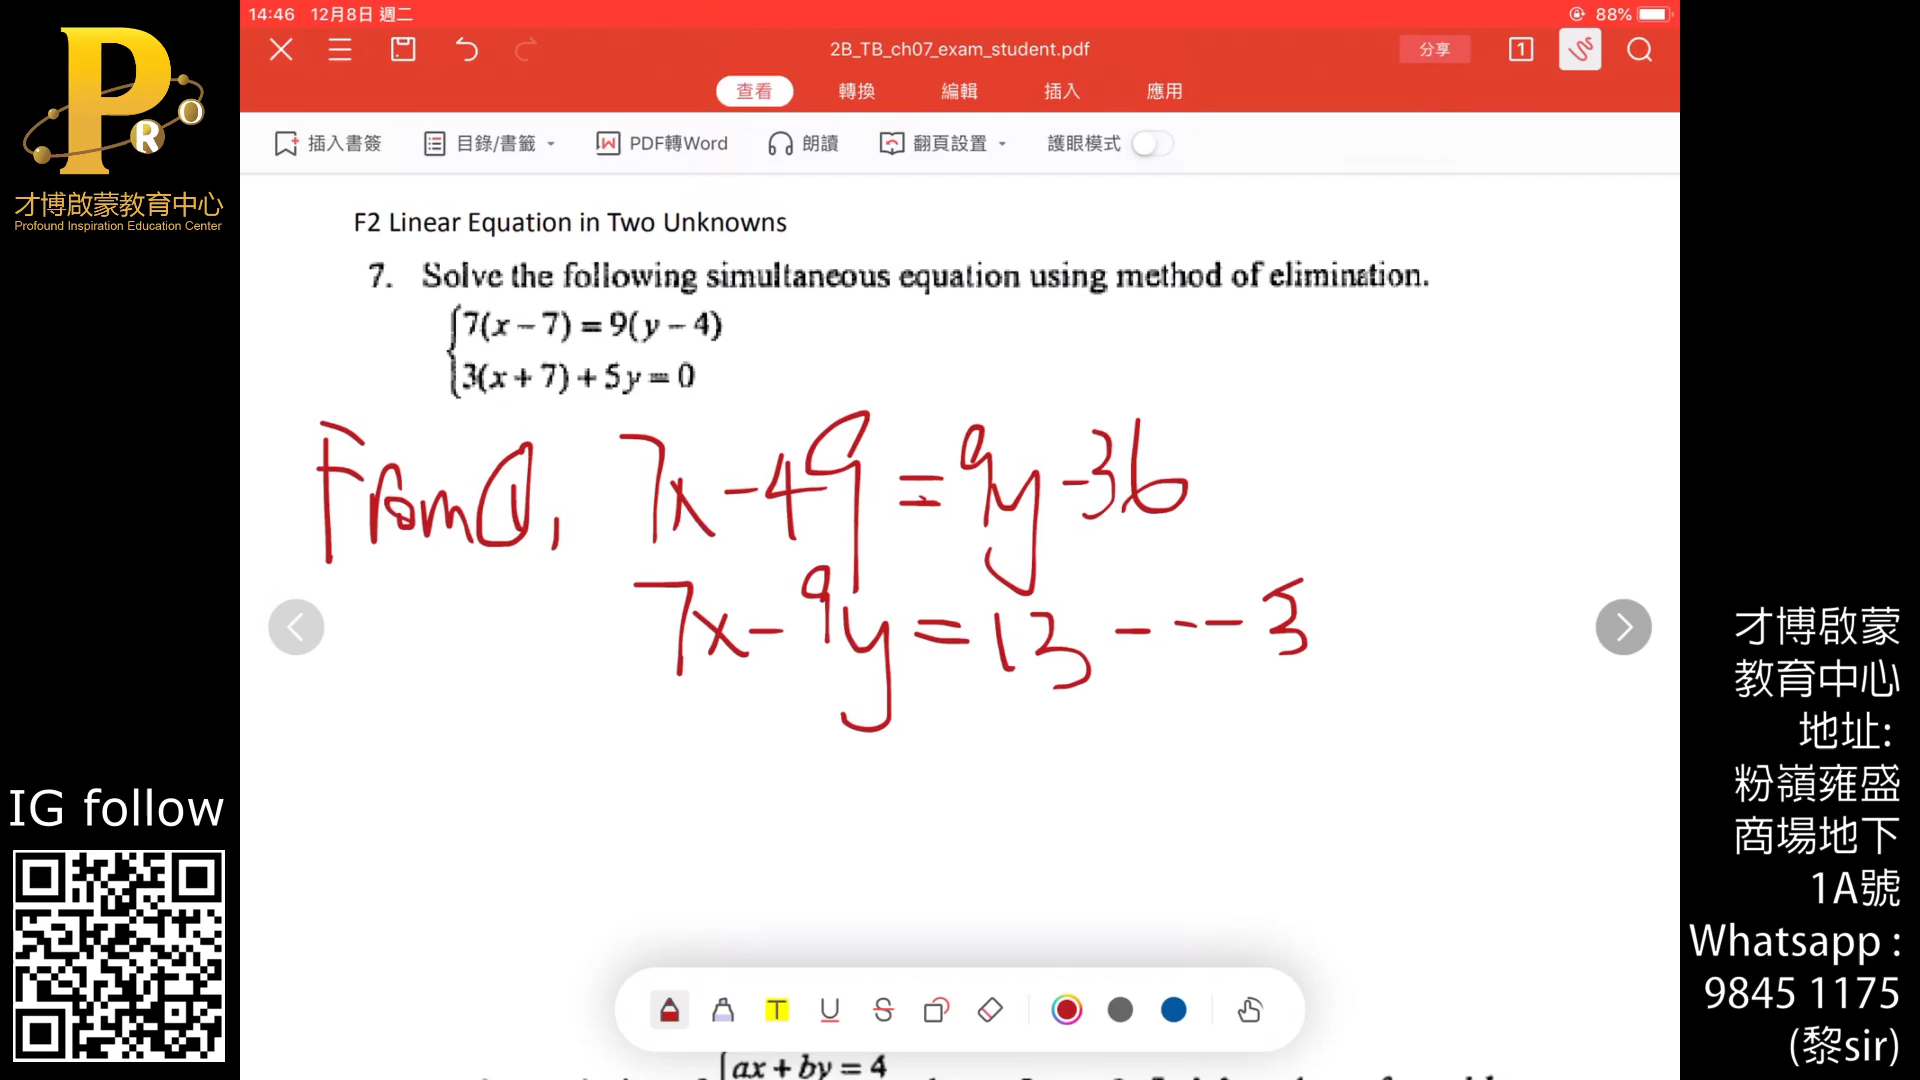 PRO
才博啟蒙教育中心
Profound Inspiration Education Center
IG follow
14:46 12月8日 週二
88%
2B_TB_ch07_exam_student.pdf
分享
1
查看 轉換 編輯 插入 應用
插入書簽 目錄/書籤 PDF轉Word 朗讀 翻頁設置 護眼模式
F2 Linear Equation in Two Unknowns
7. Solve the following simultaneous equation using method of elimination.
7(x – 7) = 9(y – 4)
3(x + 7) + 5y = 0
From ①, 7x - 49 = 9y - 36
7x - 9y = 13 ---- 3
T U S
ax + by = 4
才博啟蒙
教育中心
地址:
粉嶺雍盛
商場地下
1A號
Whatsapp :
9845 1175
(黎sir)